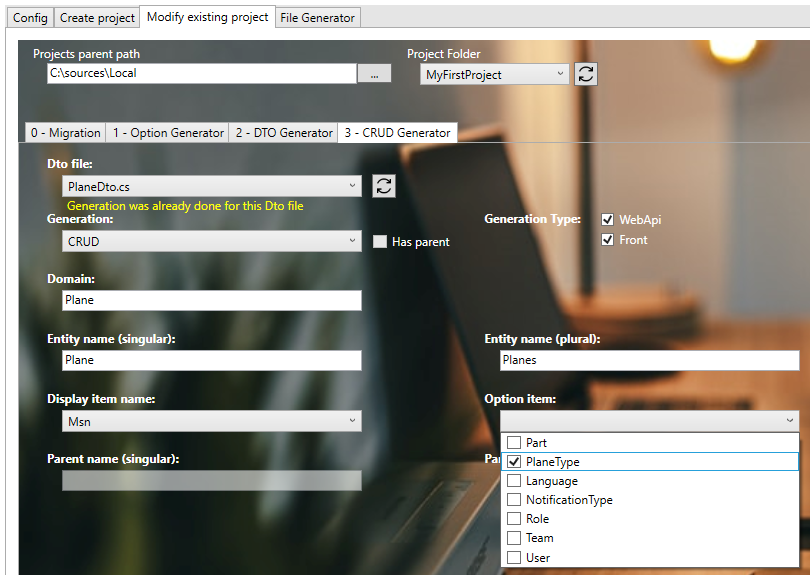 Config Create project Modify existing project File Generator
Projects parent path Project Folder
C:\sources\Local ... MyFirstProject
0 - Migration 1 - Option Generator 2 - DTO Generator 3 - CRUD Generator
Dto file:
PlaneDto.cs
Generation was already done for this Dto file
Generation: Generation Type: WebApi
CRUD Has parent Front
Domain:
Plane
Entity name (singular): Entity name (plural):
Plane Planes
Display item name: Option item:
Msn
Part
Parent name (singular): Pa PlaneType
Language
NotificationType
Role
Team
User